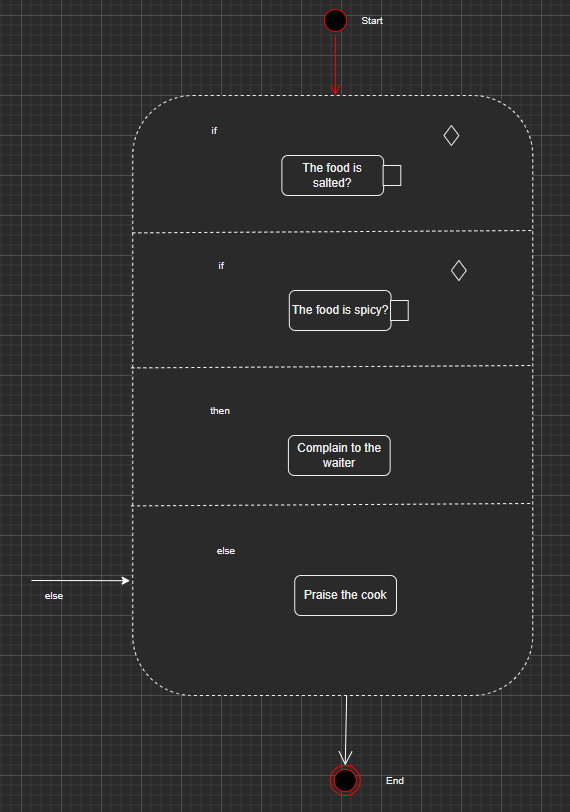 Start
if
The food is
salted?
if
The food is spicy?
then
Complain to the
waiter
else
else
Praise the cook
End